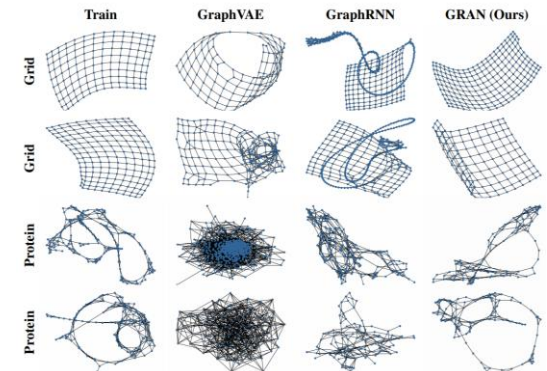 Train GraphVAE GraphRNN GRAN (Ours)
Grid
Grid
Protein
Protein